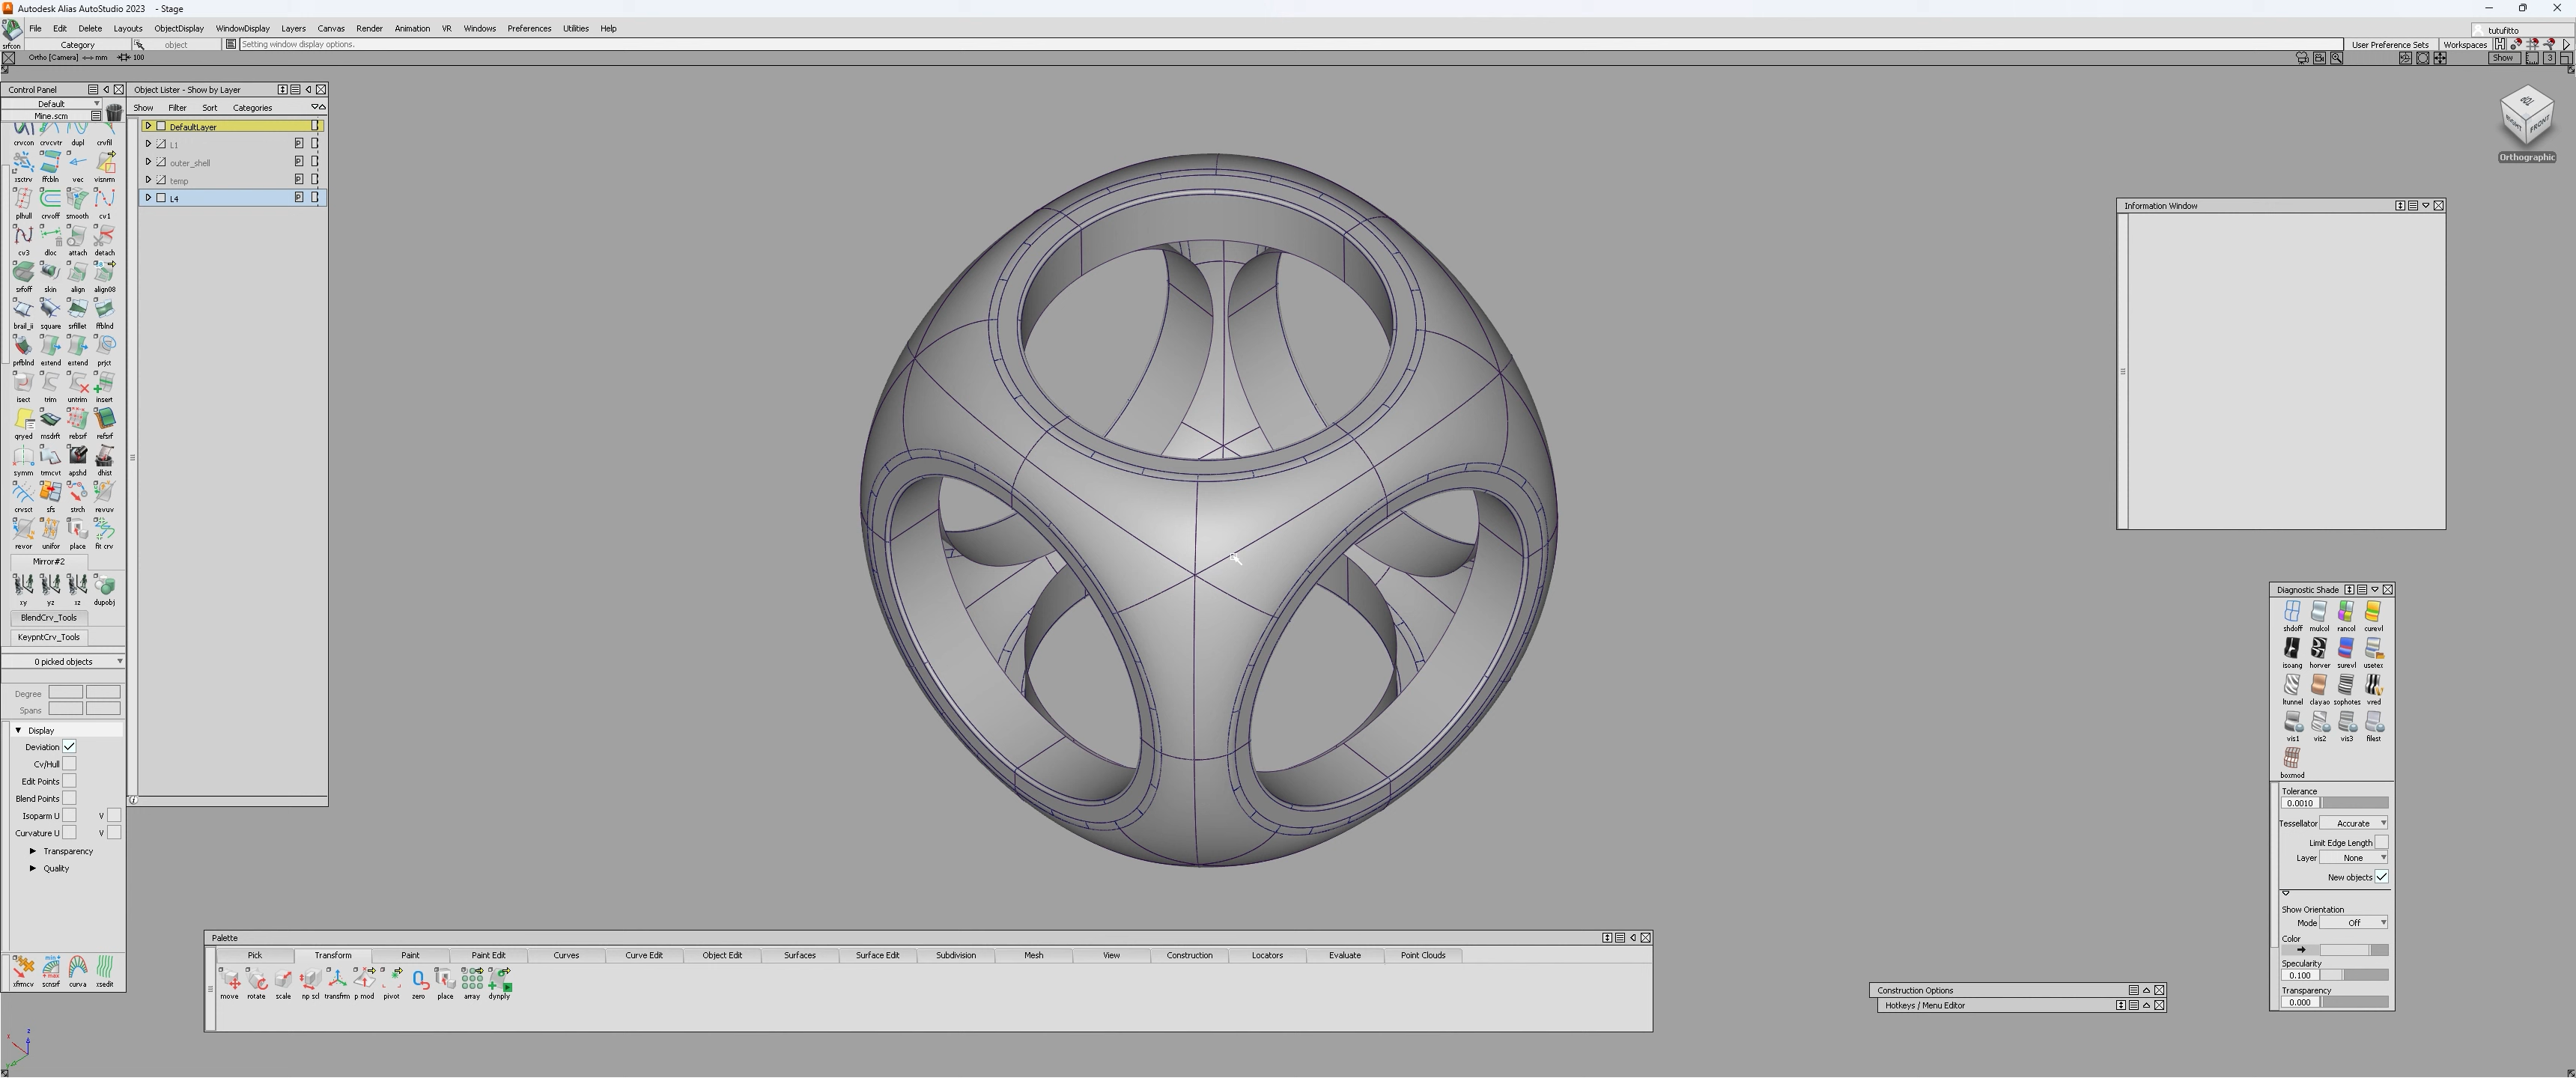 Autodesk Alias AutoStudio 2023 - Stage
File Edit Delete Layouts ObjectDisplay WindowDisplay Layers Canvas Render Animation VR Windows Preferences Utilities Help
tutufitto
srfcon
Category
object
Setting window display options.
User Preference Sets
Workspaces
Ortho [Camera]
mm
100
Show
3
Control Panel
Default
Mine.scm
crvcon crvcvtr dupl crvfil
xsctrv ffcbln vec visnrm
plhull crvoff smooth cv1
cv3 dloc attach detach
srfoff skin align align08
brail_ii square srfillet ffblnd
prfblnd extend extend prjct
isect trim untrim insert
qryed msdrft rebsrf refsrf
symm trmcvt apshd dhist
crvsct sfs strch revuv
revor unifor place fit crv
Mirror#2
xy yz xz dupobj
BlendCrv_Tools
KeypntCrv_Tools
0 picked objects
Degree
Spans
Display
Deviation
Cv/Hull
Edit Points
Blend Points
Isoparm U V
Curvature U V
Transparency
Quality
xfrmcv scnsrf curva xsedit
Object Lister - Show by Layer
Show Filter Sort Categories
DefaultLayer
L1
outer_shell
temp
L4
TOP
RIGHT
FRONT
Orthographic
Information Window
Diagnostic Shade
shdoff mulcol rancol curevl
isoang horver surevl usetex
ltunnel clayao sophotes vred
vis1 vis2 vis3 filest
boxmod
Tolerance
0.0010
Tessellator Accurate
Limit Edge Length
Layer None
New objects
Show Orientation
Mode Off
Color
Specularity
0.100
Transparency
0.000
Palette
Pick Transform Paint Paint Edit Curves Curve Edit Object Edit Surfaces Surface Edit Subdivision Mesh View Construction Locators Evaluate Point Clouds
move rotate scale np scl transfrm p mod pivot zero place array dynply
Construction Options
Hotkeys / Menu Editor